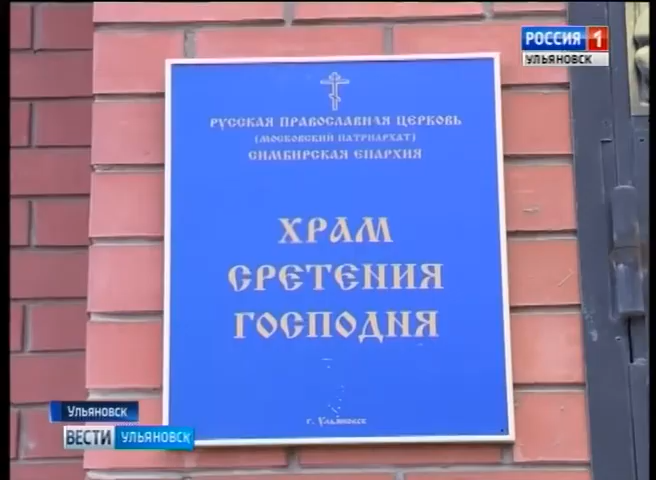 РОССИЯ 1
УЛЬЯНОВСК
РУССКАЯ ПРАВОСЛАВНАЯ ЦЕРКОВЬ
(МОСКОВСКИЙ ПАТРИАРХАТ)
СИМБИРСКАЯ ЕПАРХИЯ
ХРАМ
СРЕТЕНИЯ
ГОСПОДНЯ
г. Ульяновск
Ульяновск
ВЕСТИ УЛЬЯНОВСК